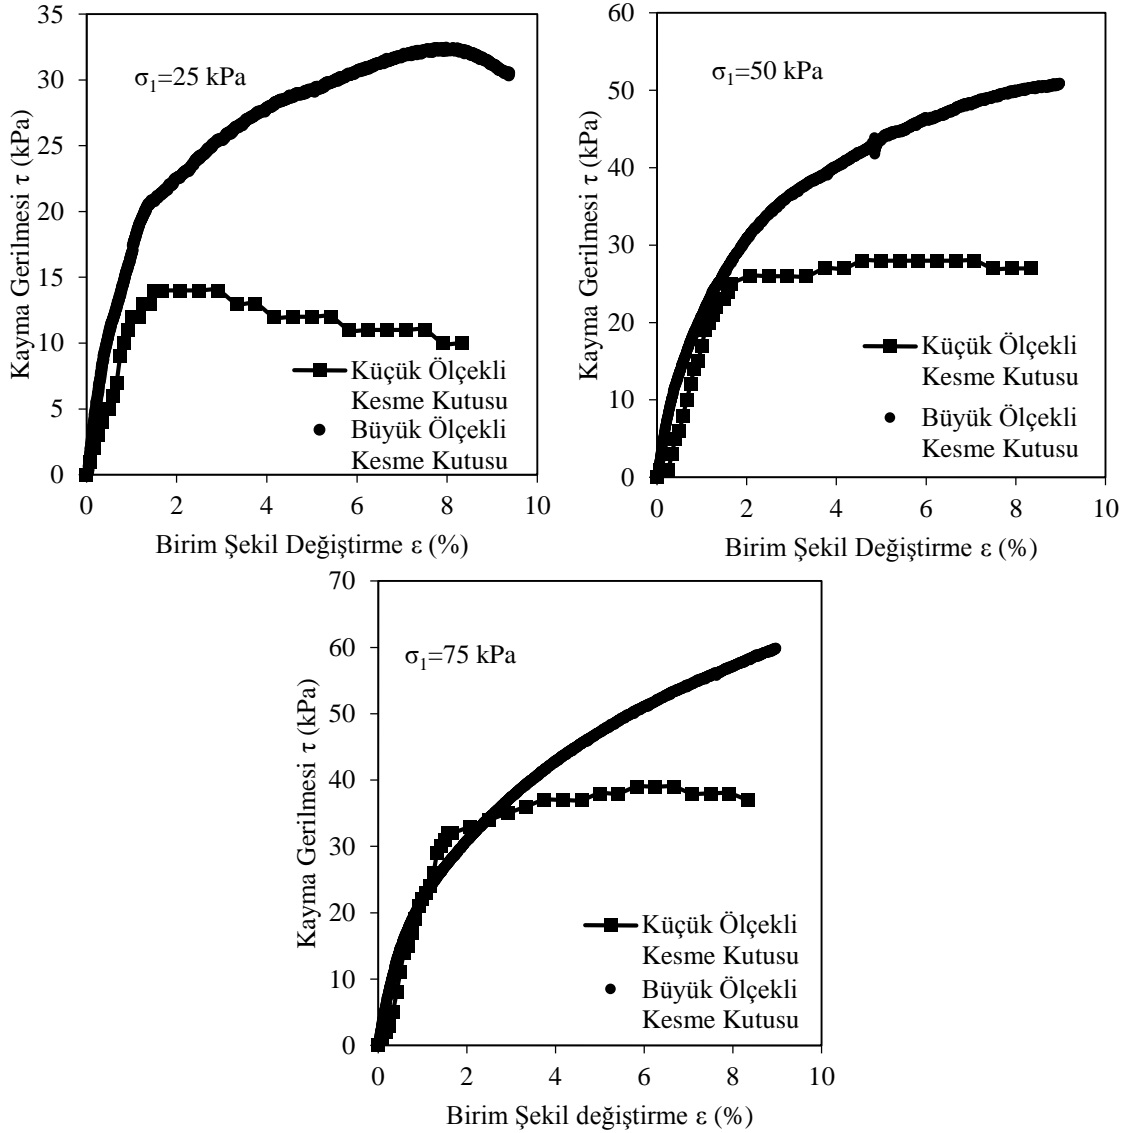 35
30
25
20
15
10
5
0
Kayma Gerilmesi τ (kPa)
σ1=25 kPa
Küçük Ölçekli
Kesme Kutusu
Büyük Ölçekli
Kesme Kutusu
0 2 4 6 8 10
Birim Şekil Değiştirme ε (%)
60
50
40
30
20
10
0
Kayma Gerilmesi τ (kPa)
σ1=50 kPa
Küçük Ölçekli
Kesme Kutusu
Büyük Ölçekli
Kesme Kutusu
0 2 4 6 8 10
Birim Şekil Değiştirme ε (%)
70
60
50
40
30
20
10
0
Kayma Gerilmesi τ (kPa)
σ1=75 kPa
Küçük Ölçekli
Kesme Kutusu
Büyük Ölçekli
Kesme Kutusu
0 2 4 6 8 10
Birim Şekil değiştirme ε (%)